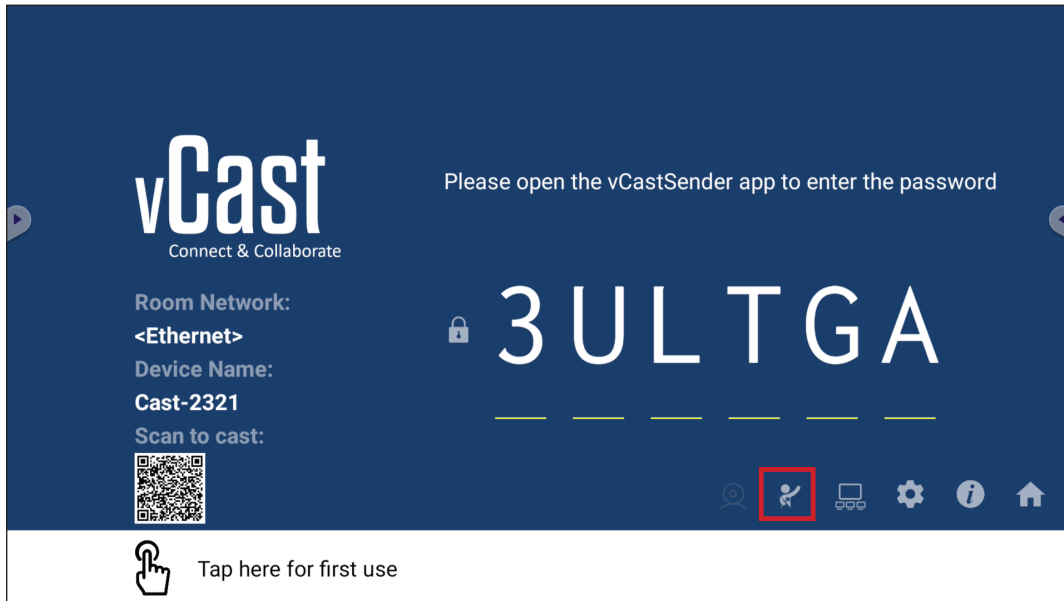 vCast
Connect & Collaborate
Please open the vCastSender app to enter the password
Room Network:
<Ethernet>
Device Name:
Cast-2321
Scan to cast:
3ULTGA
Tap here for first use